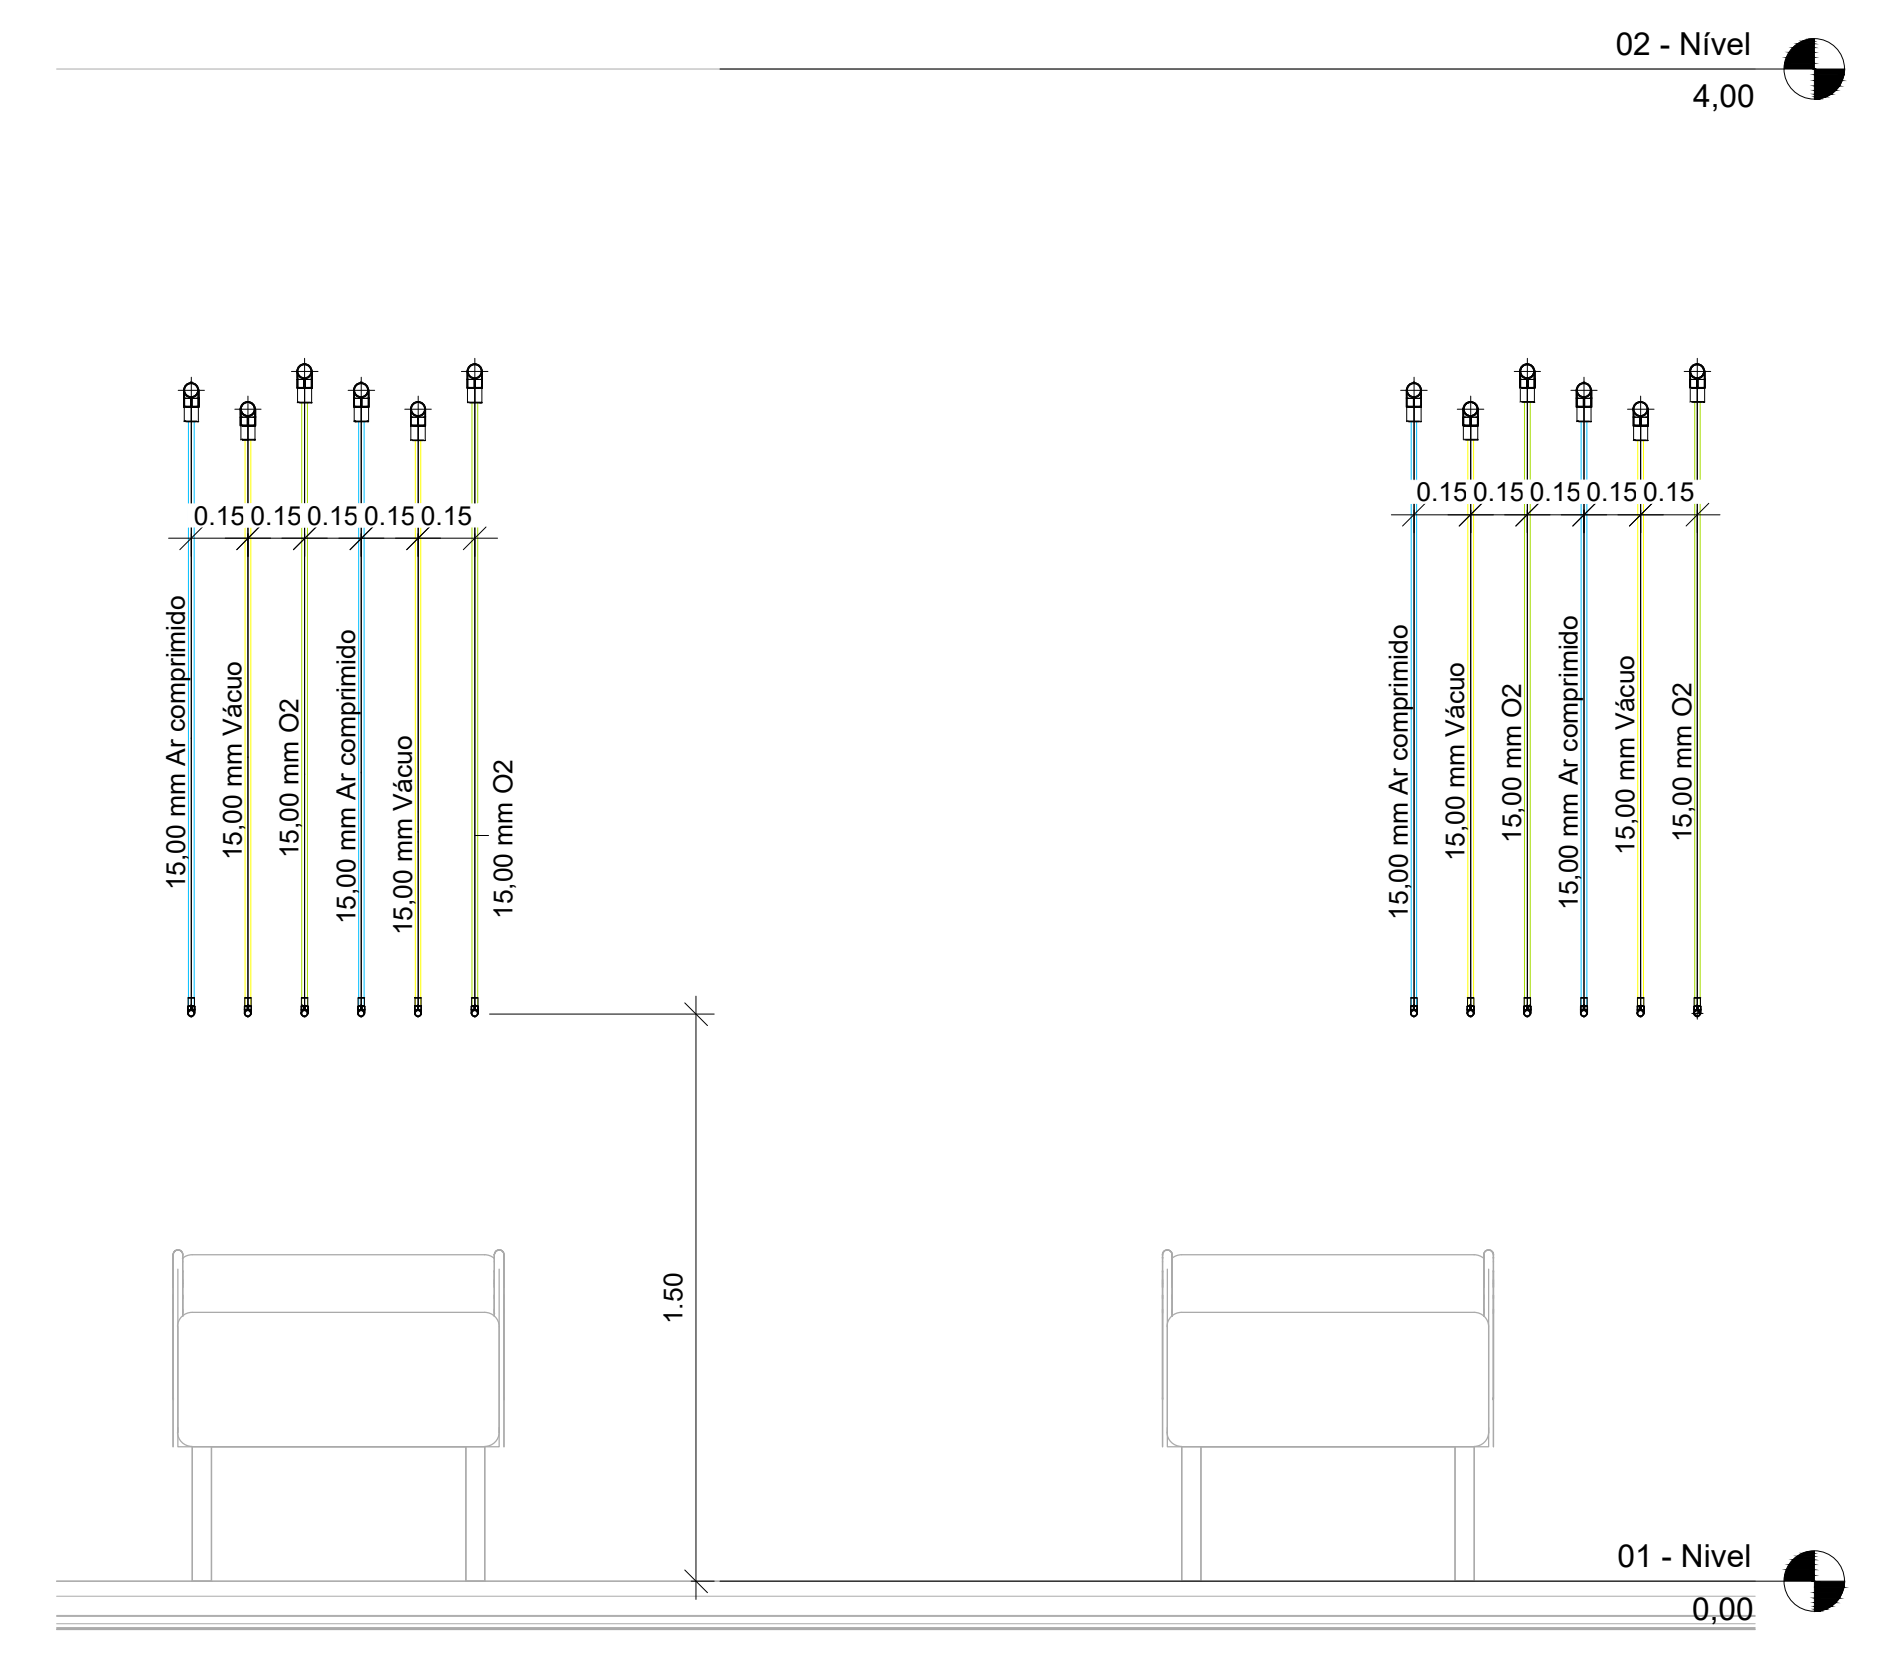 02 - Nível
4,00
0.15 0.15 0.15 0.15 0.15
0.15 0.15 0.15 0.15 0.15
15,00 mm Ar comprimido
15,00 mm Vácuo
15,00 mm O2
15,00 mm Ar comprimido
15,00 mm Vácuo
15,00 mm O2
15,00 mm Ar comprimido
15,00 mm Vácuo
15,00 mm O2
15,00 mm Ar comprimido
15,00 mm Vácuo
15,00 mm O2
1.50
01 - Nivel
0,00